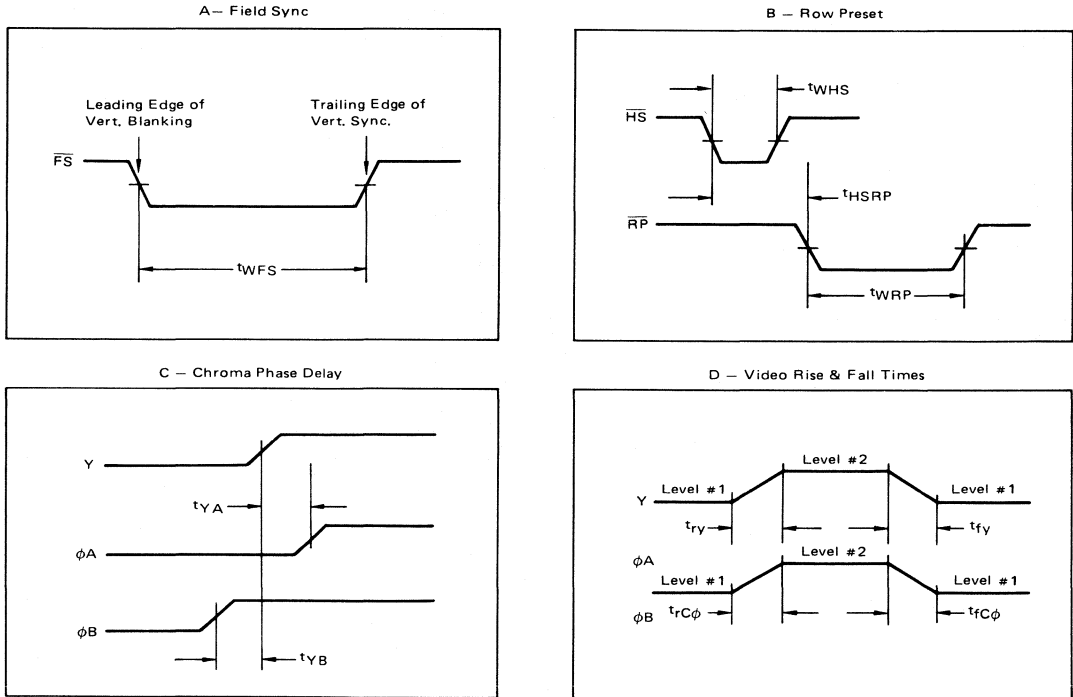 A— Field Sync
Leading Edge of
Vert. Blanking
Trailing Edge of
Vert. Sync.
FS
tWFS
B — Row Preset
tWHS
HS
tHSRP
RP
tWRP
C — Chroma Phase Delay
Y
tYA
ϕA
ϕB
tYB
D — Video Rise & Fall Times
Level #2
Y Level #1 Level #1
try tfy
ϕA Level #2
Level #1 Level #1
ϕB trCϕ tfCϕ